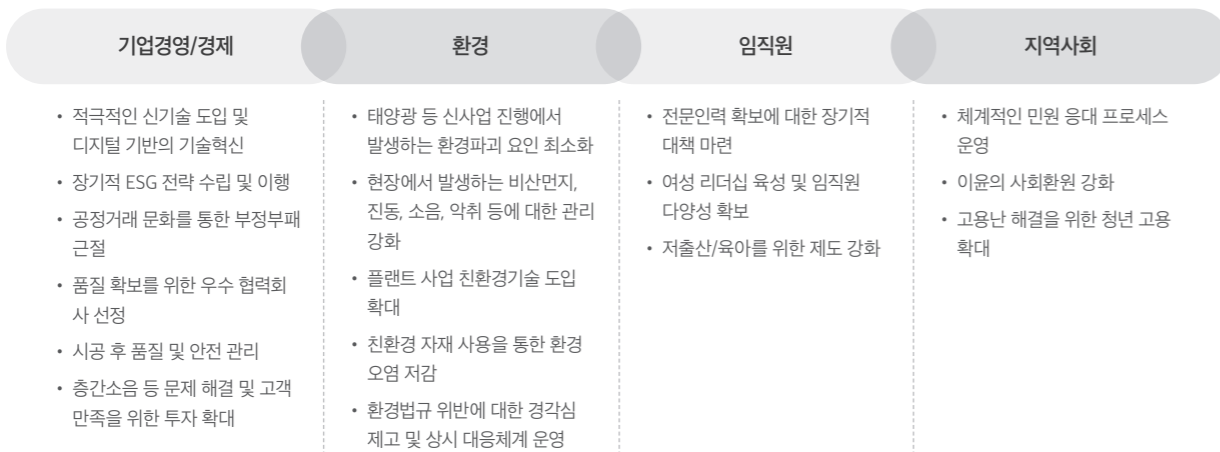 기업경영/경제
• 적극적인 신기술 도입 및
디지털 기반의 기술혁신
• 장기적 ESG 전략 수립 및 이행
• 공정거래 문화를 통한 부정부패
근절
• 품질 확보를 위한 우수 협력회
사 선정
• 시공 후 품질 및 안전 관리
• 층간소음 등 문제 해결 및 고객
만족을 위한 투자 확대
환경
• 태양광 등 신사업 진행에서
발생하는 환경파괴 요인 최소화
• 현장에서 발생하는 비산먼지,
진동, 소음, 악취 등에 대한 관리
강화
• 플랜트 사업 친환경기술 도입
확대
• 친환경 자재 사용을 통한 환경
오염 저감
• 환경법규 위반에 대한 경각심
제고 및 상시 대응체계 운영
임직원
• 전문인력 확보에 대한 장기적
대책 마련
• 여성 리더십 육성 및 임직원
다양성 확보
• 저출산/육아를 위한 제도 강화
지역사회
• 체계적인 민원 응대 프로세스
운영
• 이윤의 사회환원 강화
• 고용난 해결을 위한 청년 고용
확대